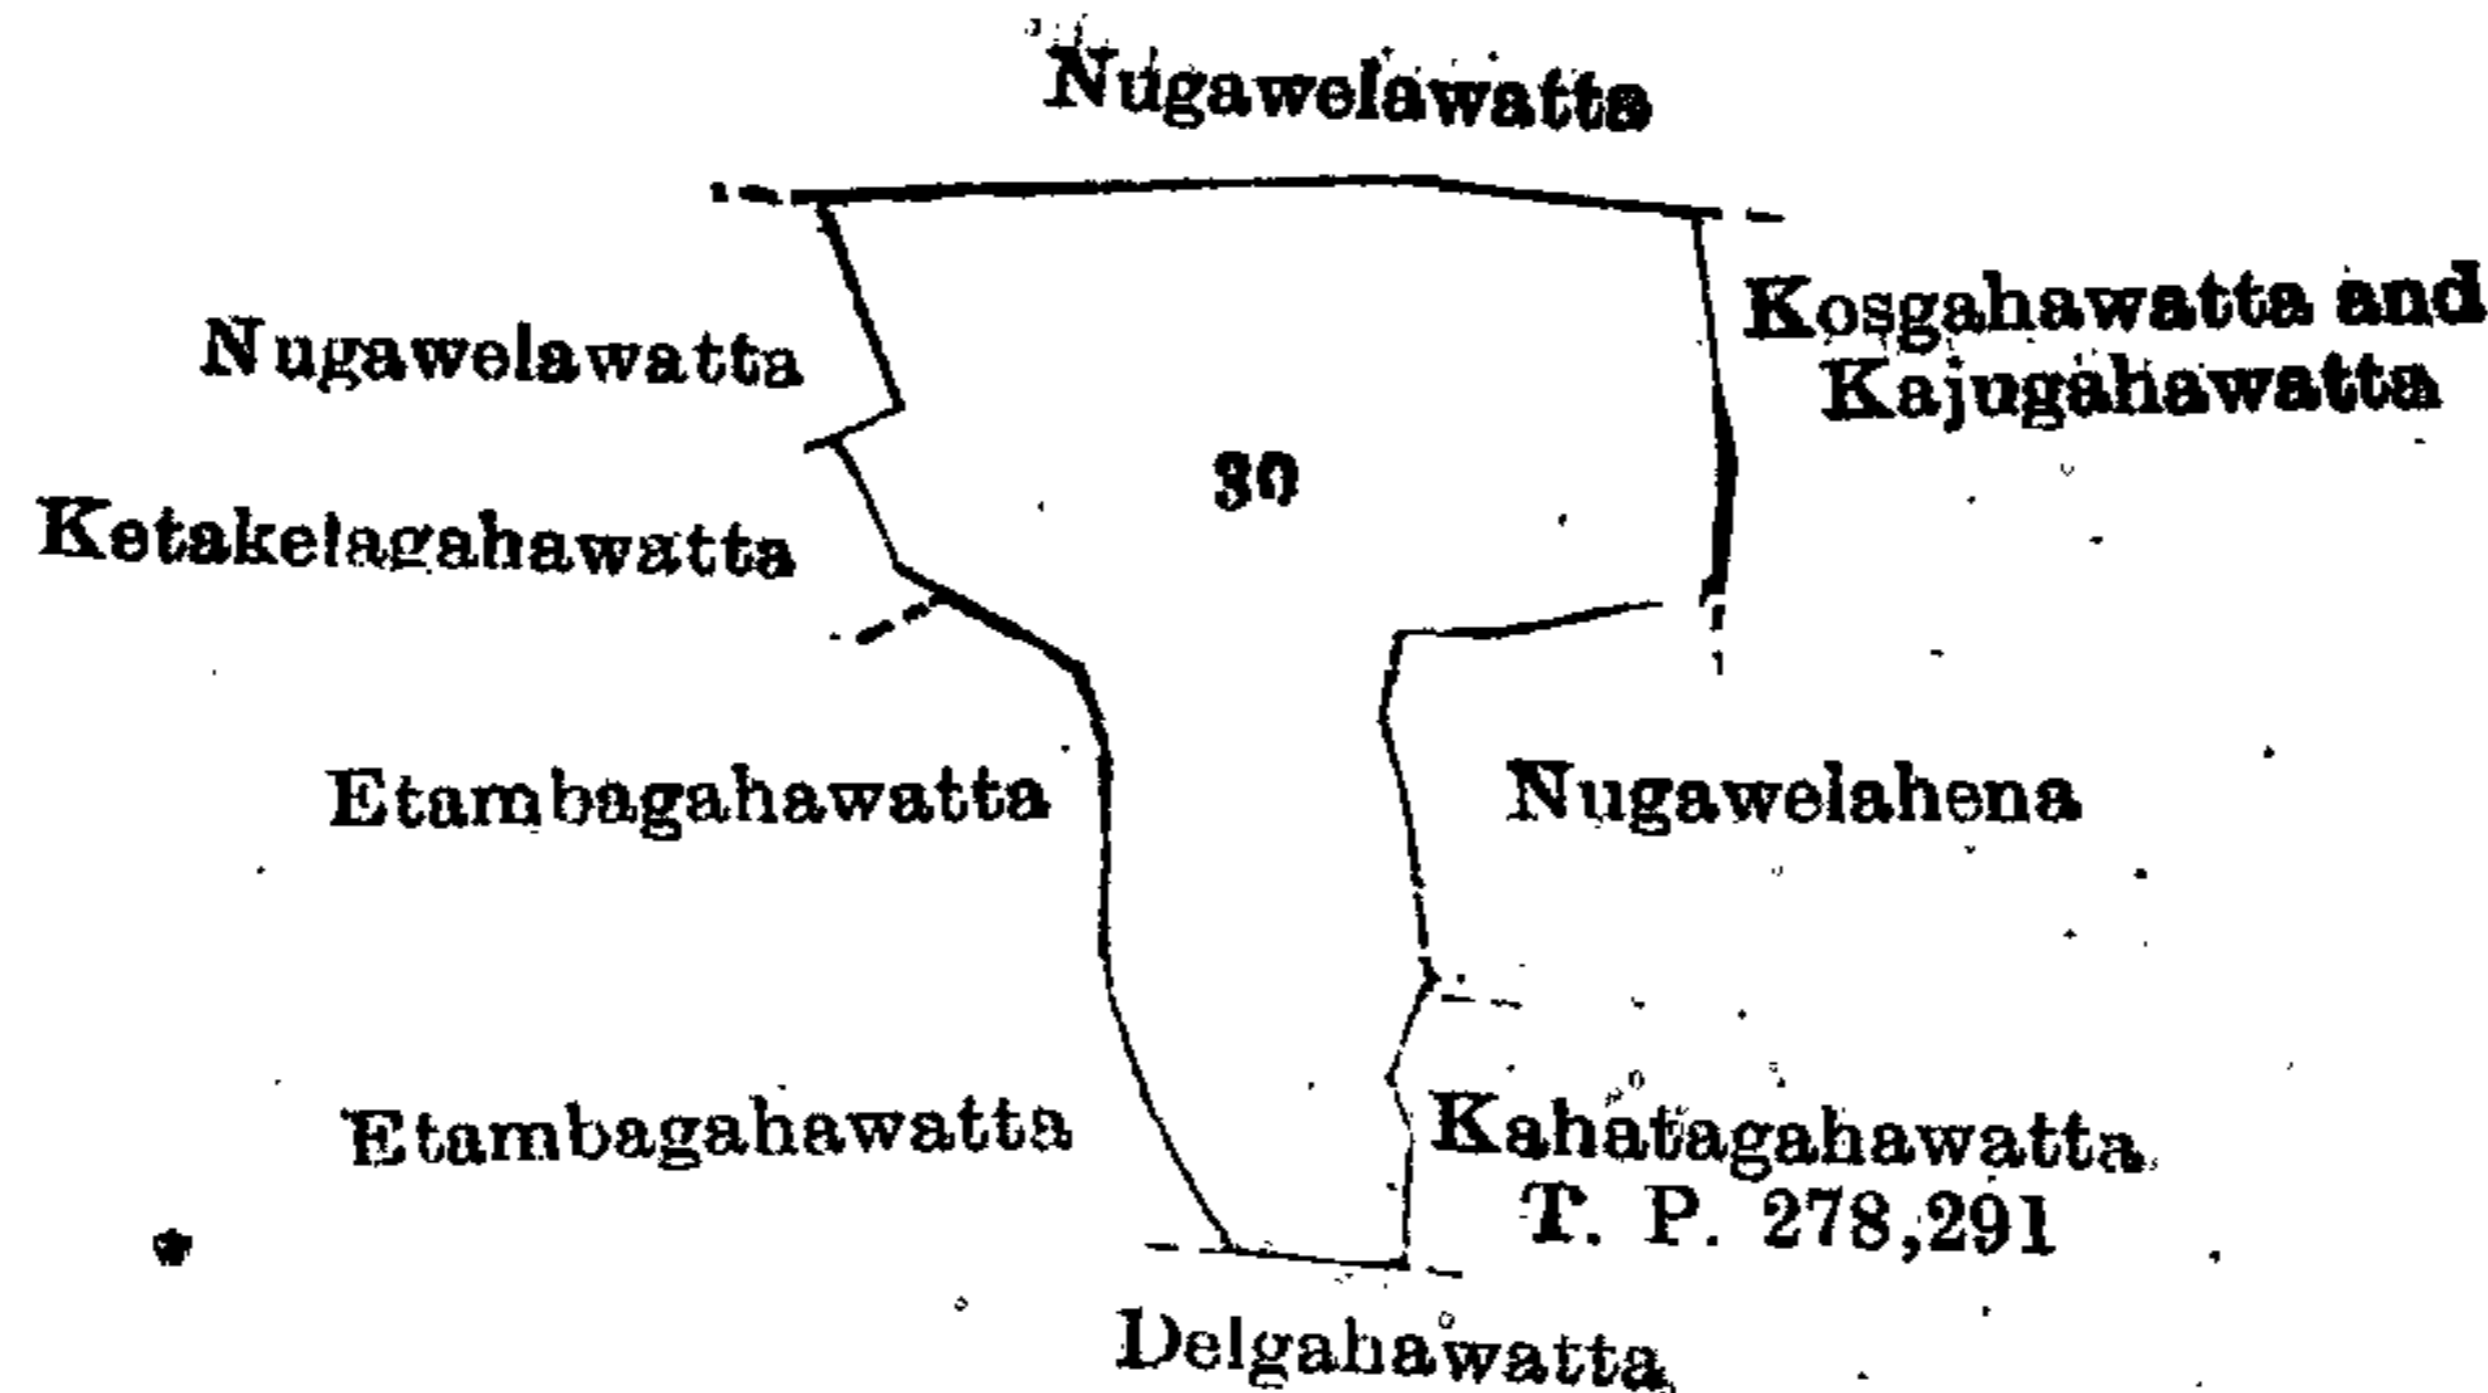 Nugawelawatta
Nugawelawatta
Kosgahawatta and
Kajugahawatta
30
Ketakelagahawatta
Etambagahawatta
Nugawelahena
Etambagahawatta
Kahatagahawatta
T. P. 278,291
Delgahawatta